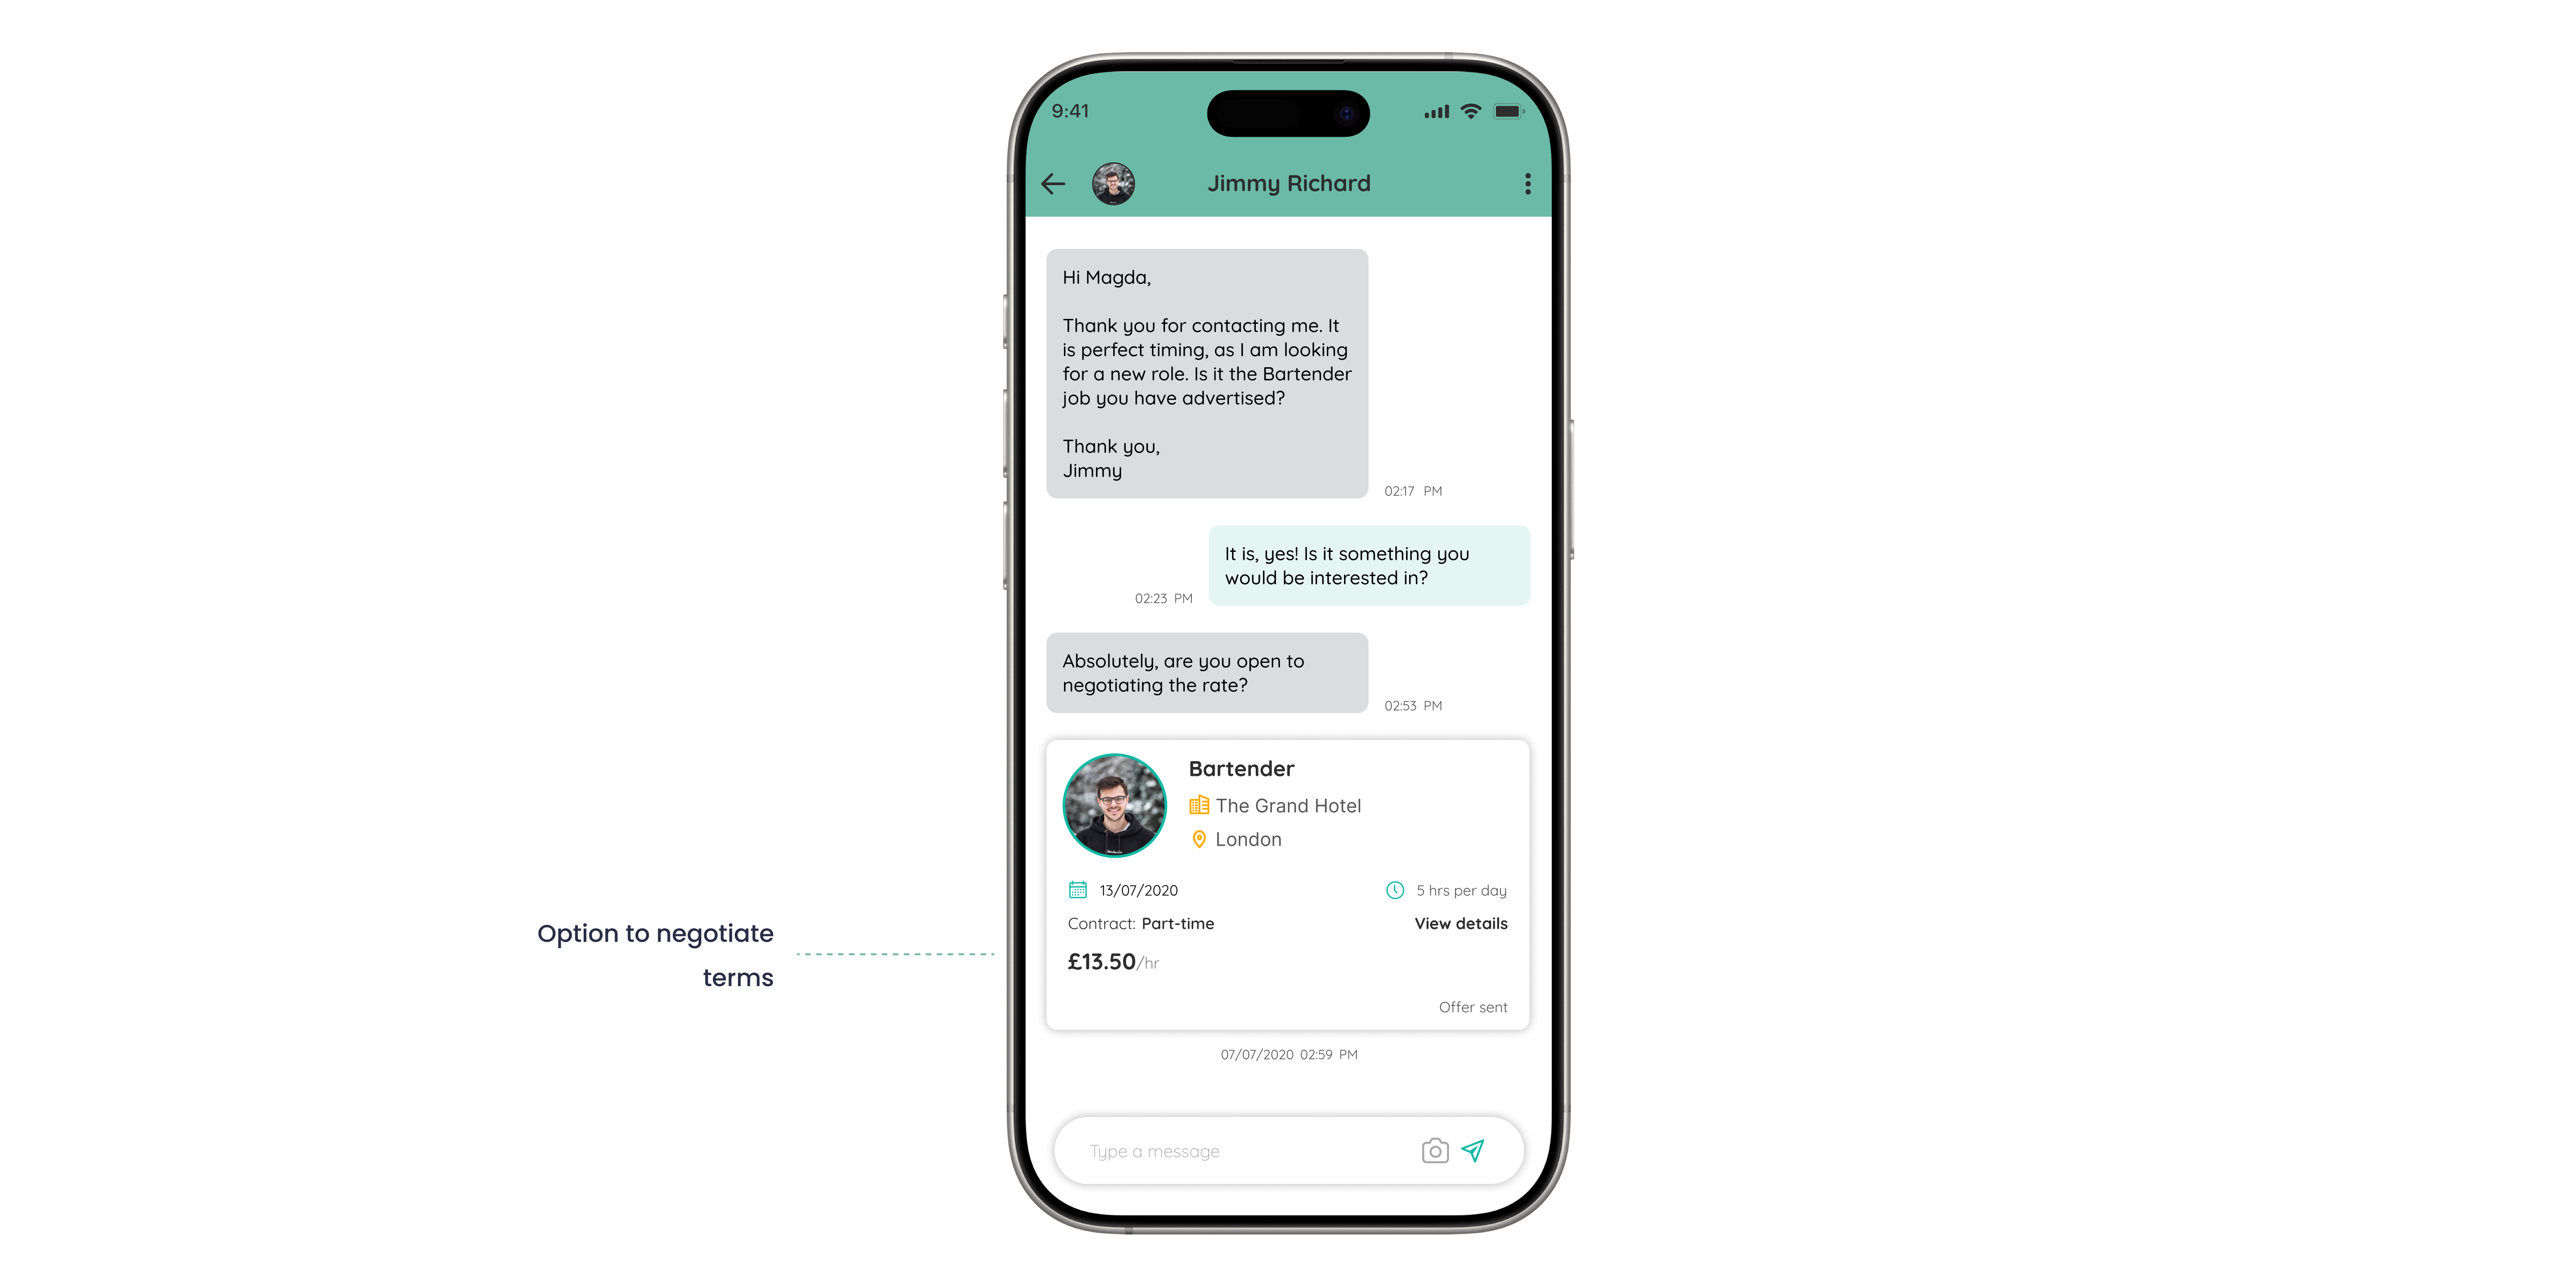 9:41
Jimmy Richard
Hi Magda,
Thank you for contacting me. It
is perfect timing, as I am looking
for a new role. Is it the Bartender
job you have advertised?
Thank you,
Jimmy
02:17 PM
It is, yes! Is it something you
would be interested in?
02:23 PM
Absolutely, are you open to
negotiating the rate?
02:53 PM
Bartender
The Grand Hotel
London
13/07/2020
5 hrs per day
Contract: Part-time
View details
£13.50/hr
Offer sent
07/07/2020 02:59 PM
Type a message
Option to negotiate
terms